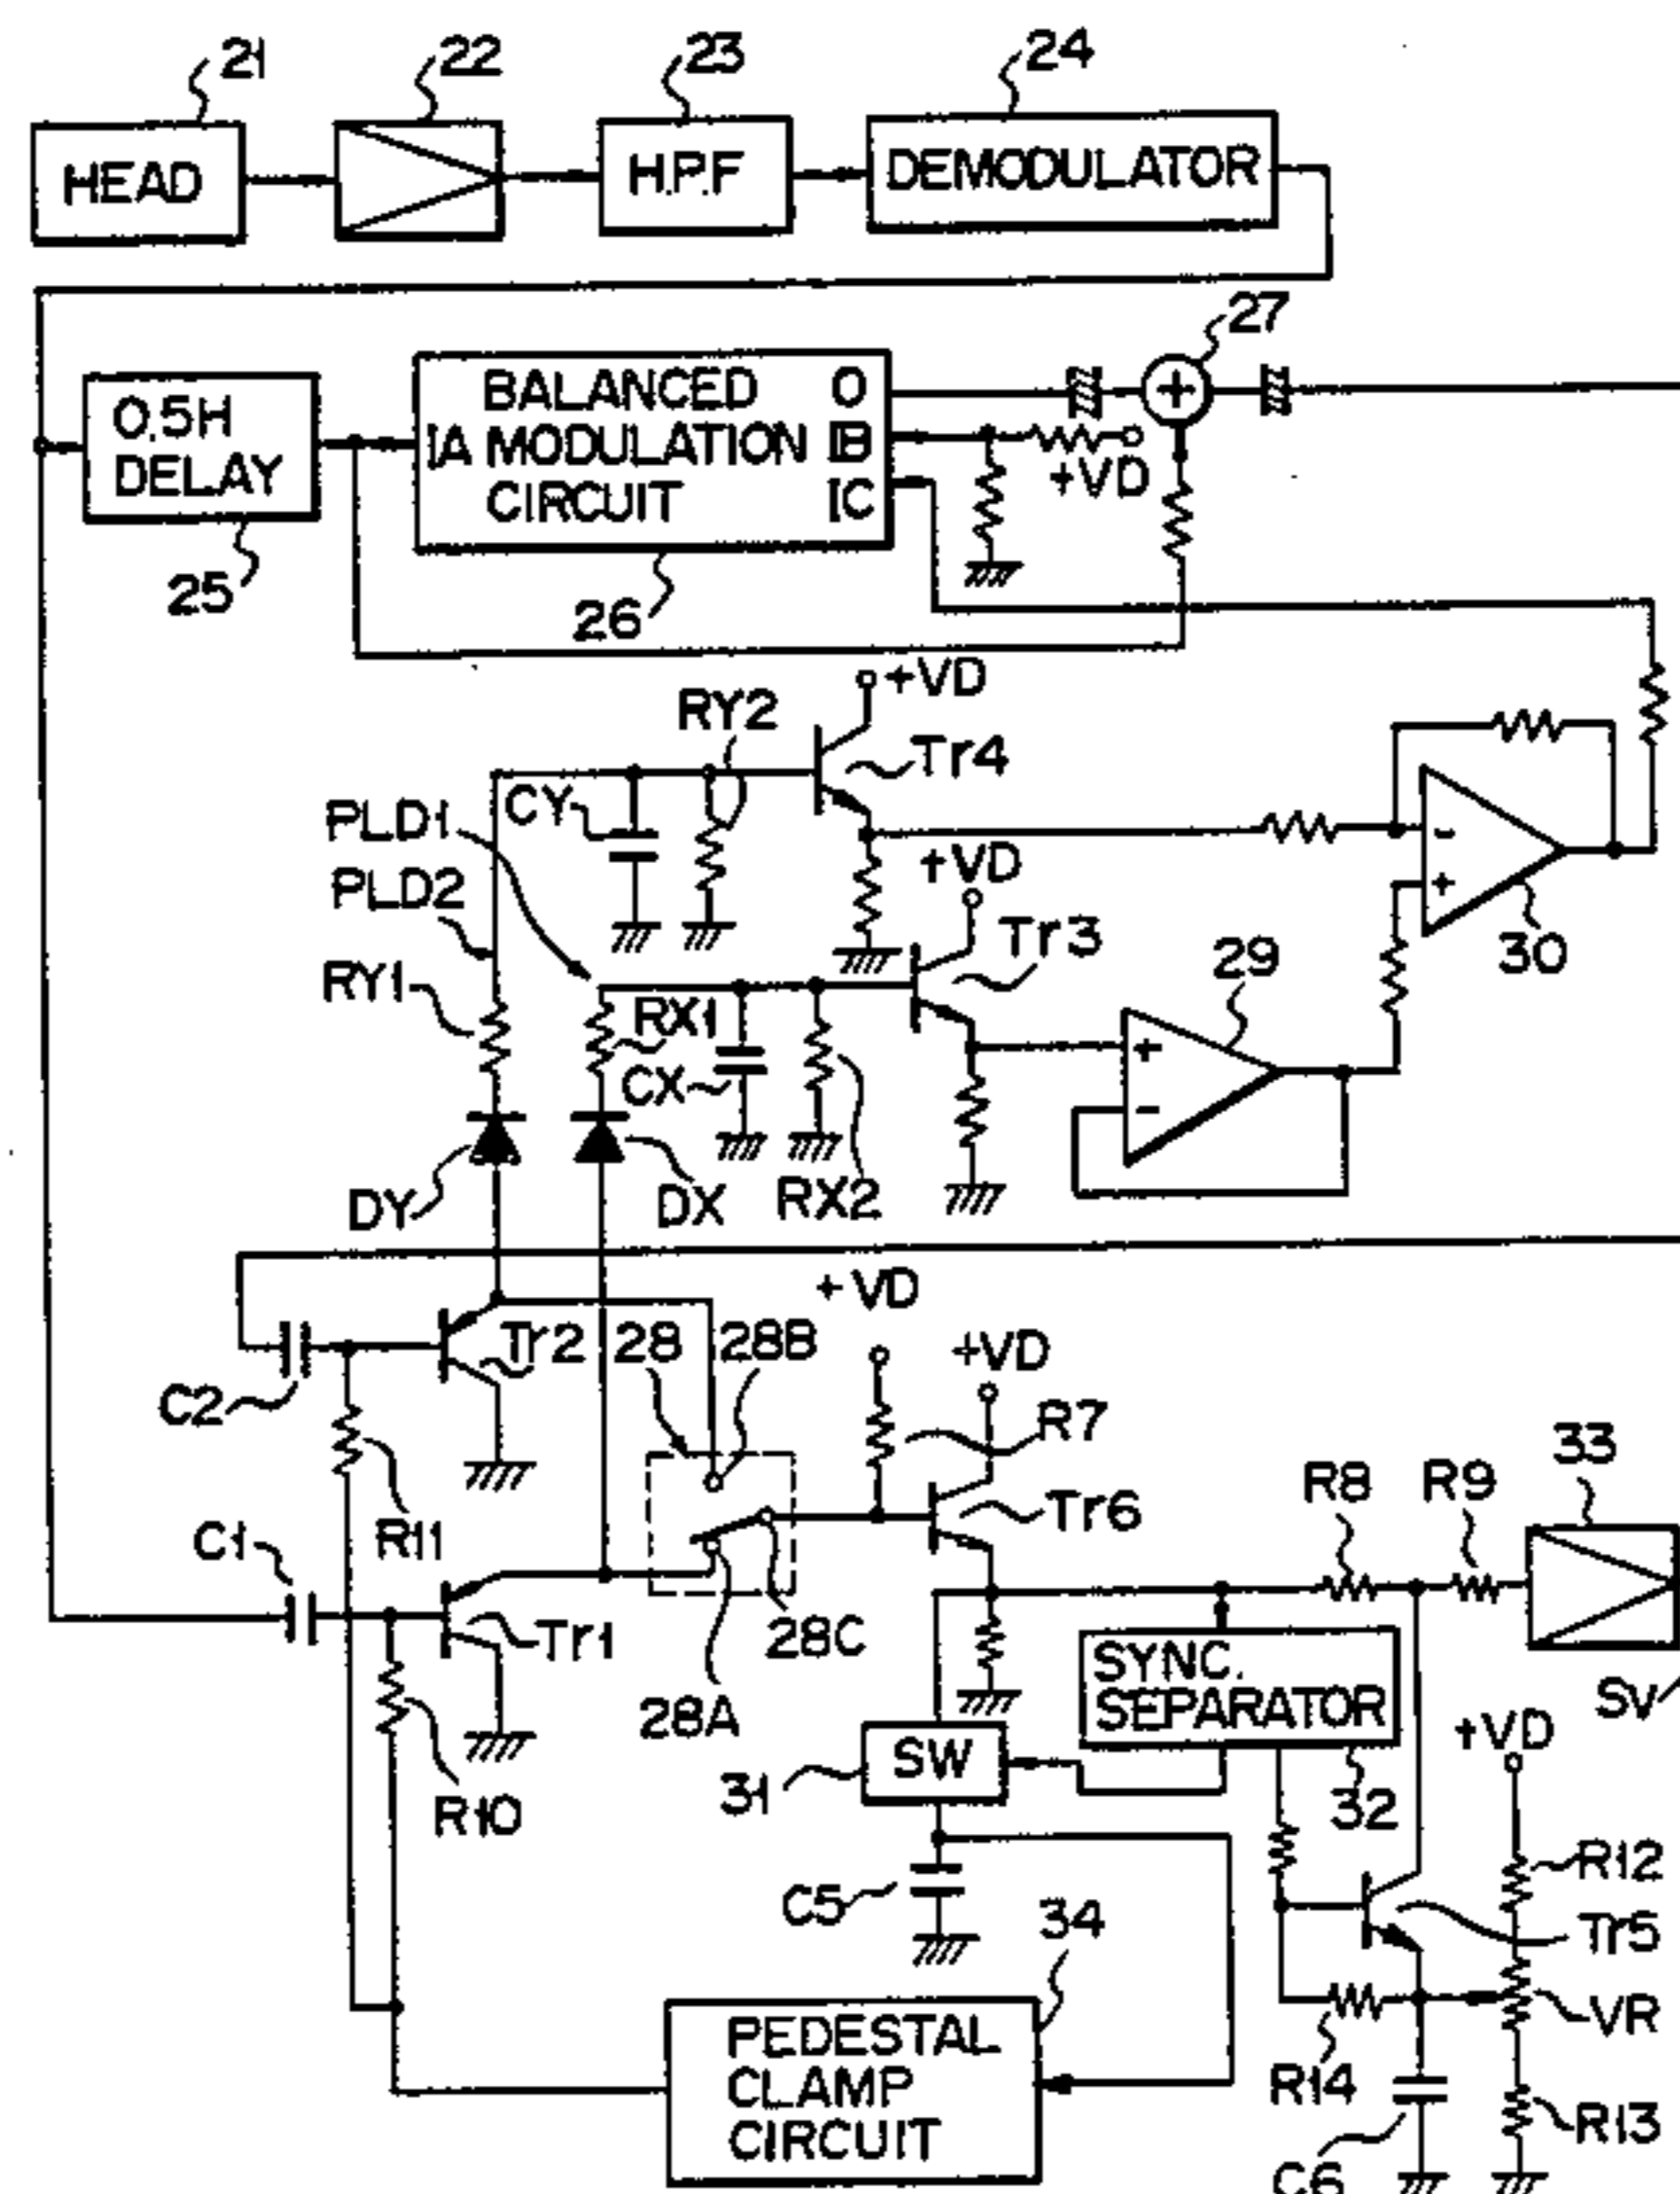 21
22
23
24
HEAD
H.P.F
DEMODULATOR
27
0.5H
DELAY
25
BALANCED
IA MODULATION
CIRCUIT
O
IB
IC
26
+VD
+VD
RY2
Tr4
CY
PLD1
PLD2
+VD
Tr3
30
RY1
RX1
29
CX
DY
DX
RX2
+VD
Tr2
28
28B
+VD
C2
R7
33
R8
R9
Tr6
C1
R11
28C
Tr1
28A
SYNC.
SEPARATOR
SV
+VD
SW
31
32
R10
R12
C5
34
Tr5
PEDESTAL
CLAMP
CIRCUIT
VR
R14
R13
C6